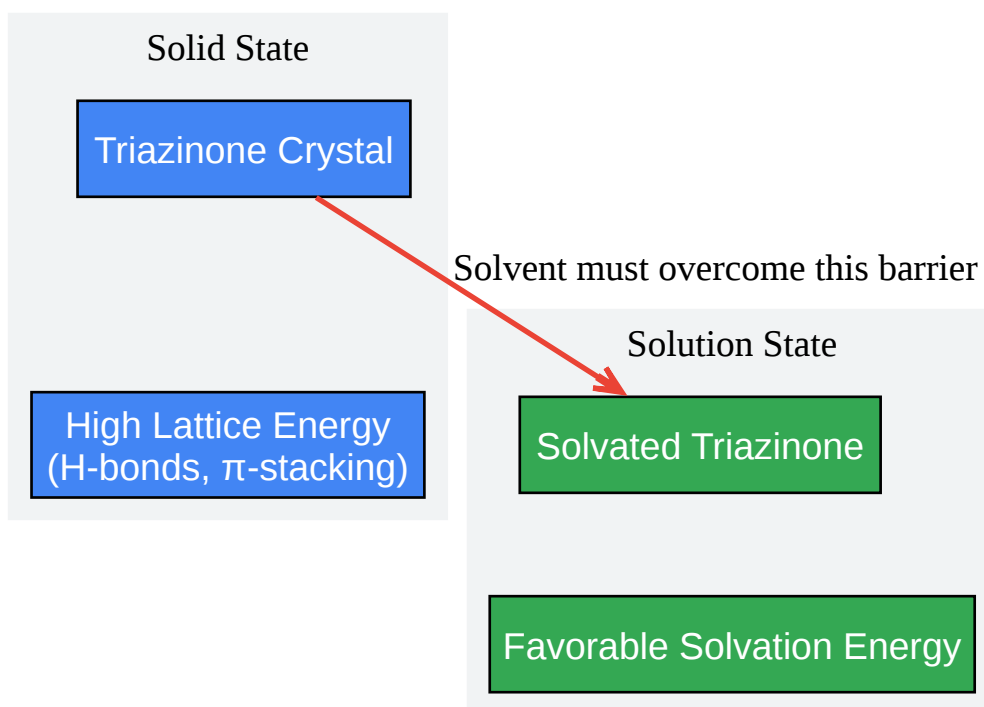 Solid State
Triazinone Crystal
Solvent must overcome this barrier
Solution State
High Lattice Energy
(H-bonds, π-stacking)
Solvated Triazinone
Favorable Solvation Energy